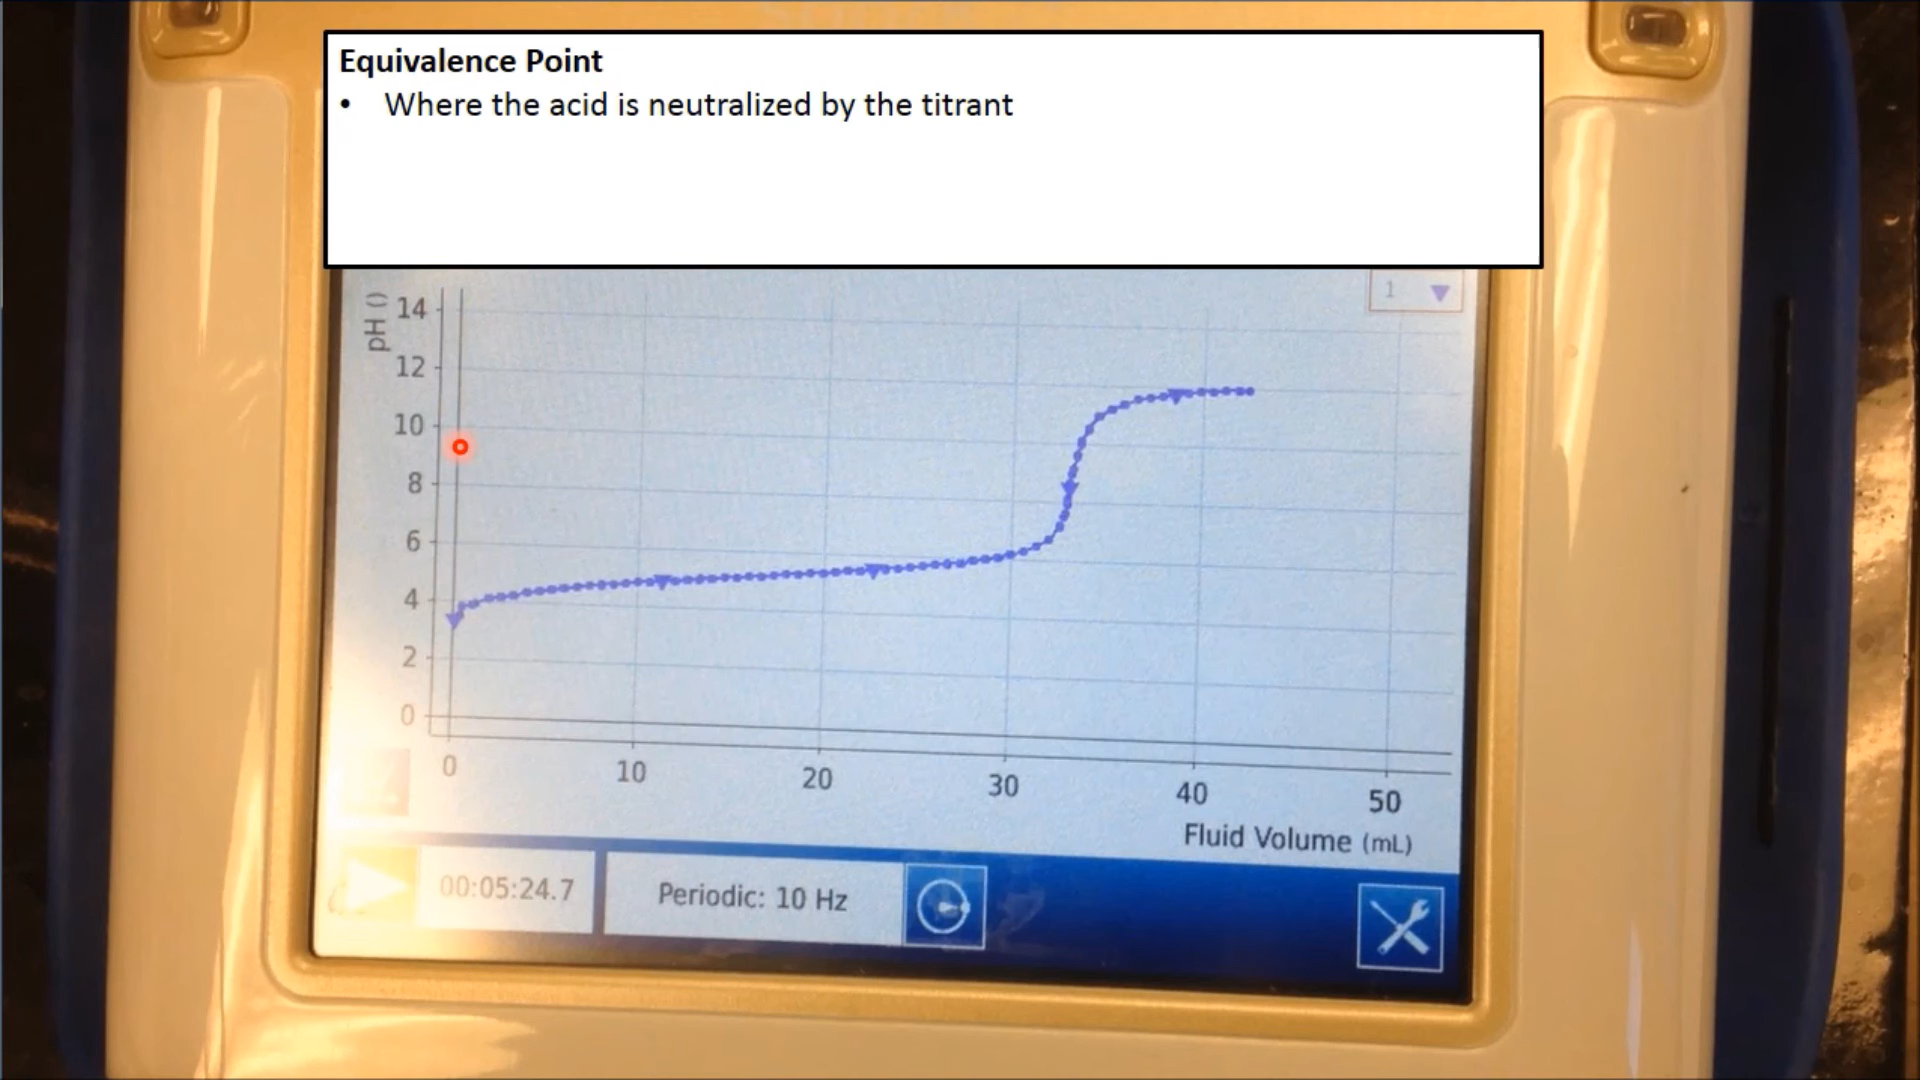 Equivalence Point
• Where the acid is neutralized by the titrant
1
pH ()
14
12
10
8
6
4
2
0
0 10 20 30 40 50
Fluid Volume (mL)
00:05:24.7
Periodic: 10 Hz